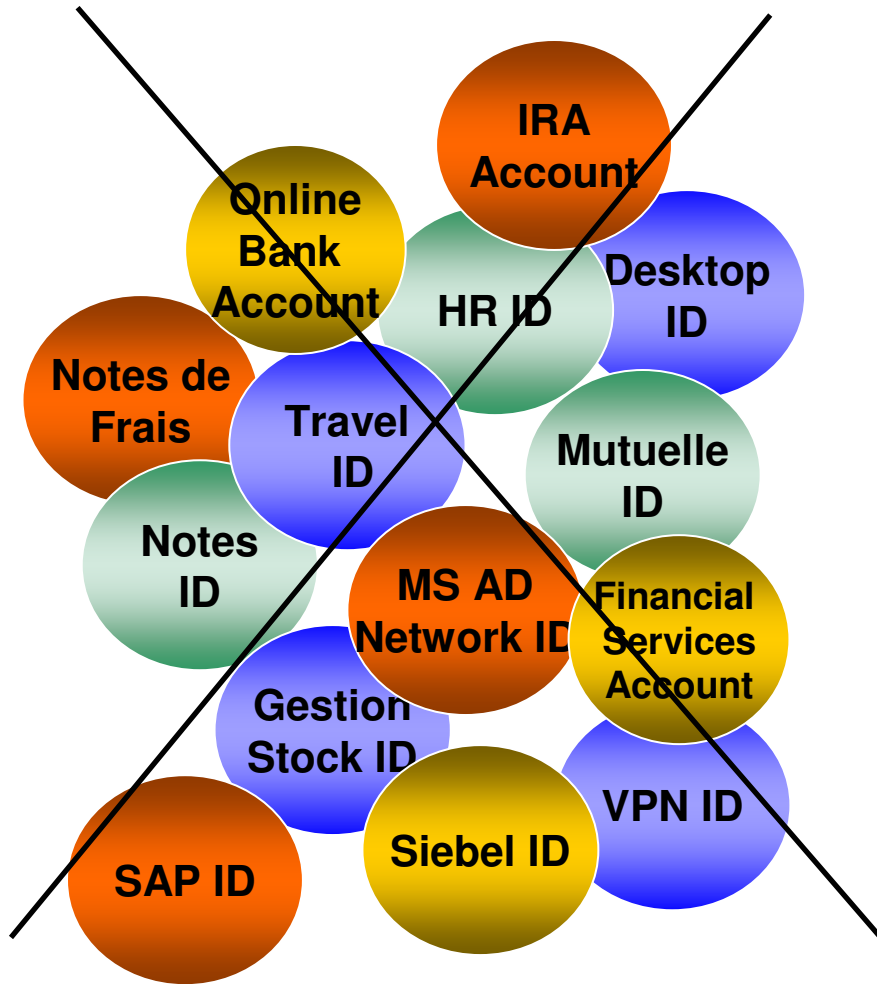 IRA
Account
Online
Bank
Account
Desktop
ID
HR ID
Notes de
Frais
Travel
ID
Mutuelle
ID
Notes
ID
MS AD
Network ID
Financial
Services
Account
Gestion
Stock ID
VPN ID
Siebel ID
SAP ID